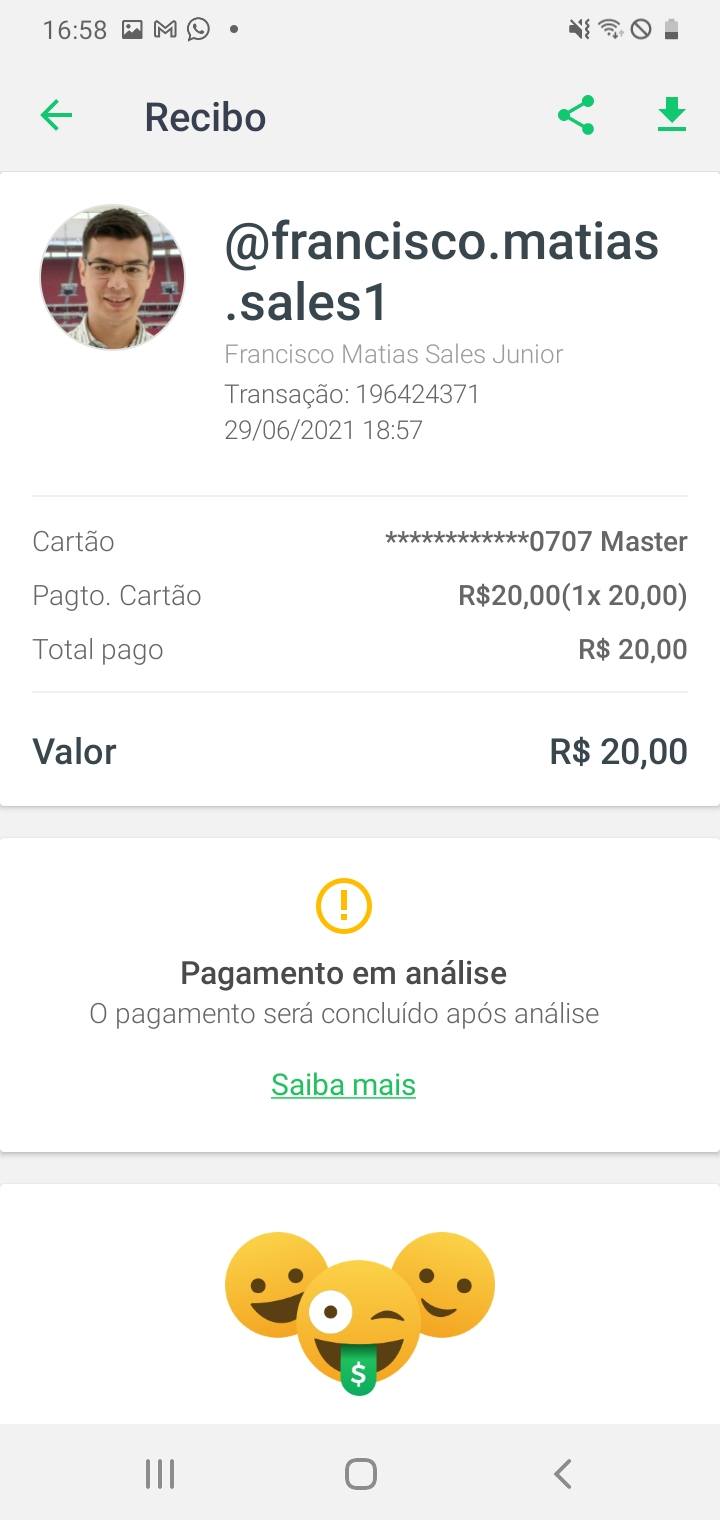 16:58
Recibo
@francisco.matias
.sales1
Francisco Matias Sales Junior
Transação: 196424371
29/06/2021 18:57
Cartão ************0707 Master
Pagto. Cartão R$20,00(1x 20,00)
Total pago R$ 20,00
Valor R$ 20,00
Pagamento em análise
O pagamento será concluído após análise
Saiba mais
$